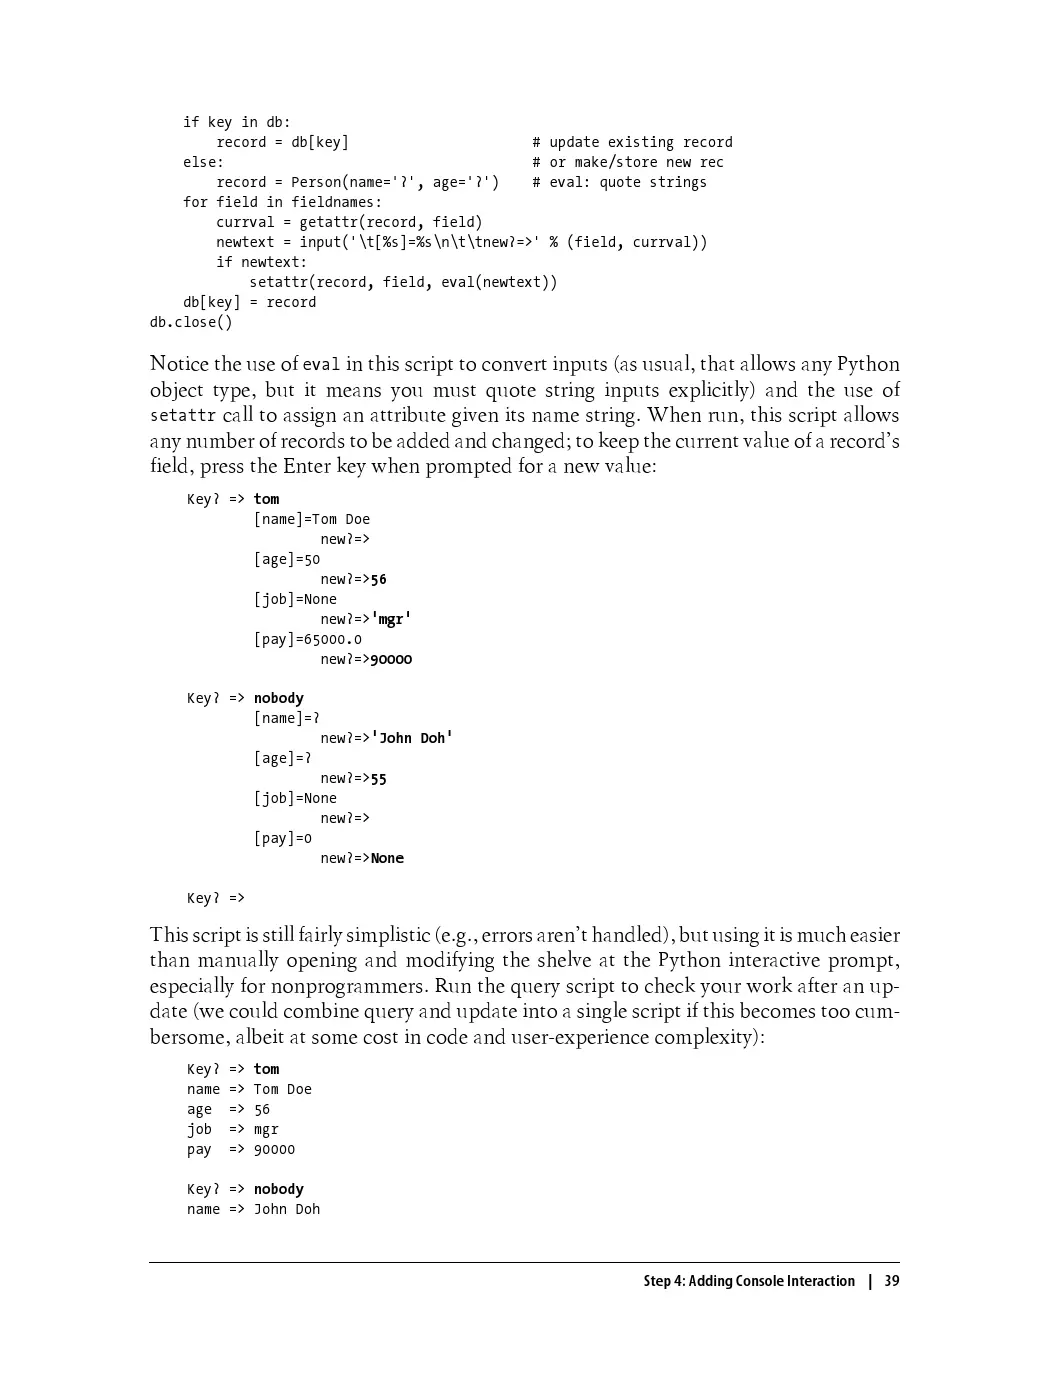 if key in db:
record = db[key] # update existing record
else: # or make/store new rec
record = Person(name='?', age='?') # eval: quote strings
for field in fieldnames:
currval = getattr(record, field)
newtext = input('\t[%s]=%s\n\t\tnew?=>' % (field, currval))
if newtext:
setattr(record, field, eval(newtext))
db[key] = record
db.close()
Notice the use of eval in this script to convert inputs (as usual, that allows any Python
object type, but it means you must quote string inputs explicitly) and the use of
setattr call to assign an attribute given its name string. When run, this script allows
any number of records to be added and changed; to keep the current value of a record's
field, press the Enter key when prompted for a new value:
Key? => tom
[name]=Tom Doe
new?=>
[age]=50
new?=>56
[job]=None
new?=>'mgr'
[pay]=65000.0
new?=>90000
Key? => nobody
[name]=?
new?=>'John Doh'
[age]=?
new?=>55
[job]=None
new?=>
[pay]=0
new?=>None
Key? =>
This script is still fairly simplistic (e.g., errors aren't handled), but using it is much easier
than manually opening and modifying the shelve at the Python interactive prompt,
especially for nonprogrammers. Run the query script to check your work after an up-
date (we could combine query and update into a single script if this becomes too cum-
bersome, albeit at some cost in code and user-experience complexity):
Key? => tom
name => Tom Doe
age => 56
job => mgr
pay => 90000
Key? => nobody
name => John Doh
Step 4: Adding Console Interaction | 39